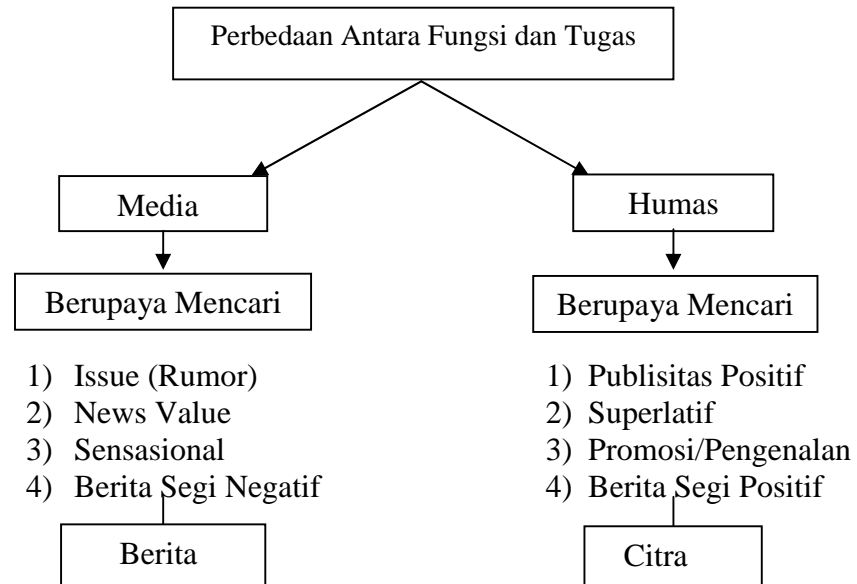 Perbedaan Antara Fungsi dan Tugas
Media
Humas
Berupaya Mencari
Berupaya Mencari
1) Issue (Rumor)
2) News Value
3) Sensasional
4) Berita Segi Negatif
1) Publisitas Positif
2) Superlatif
3) Promosi/Pengenalan
4) Berita Segi Positif
Berita
Citra